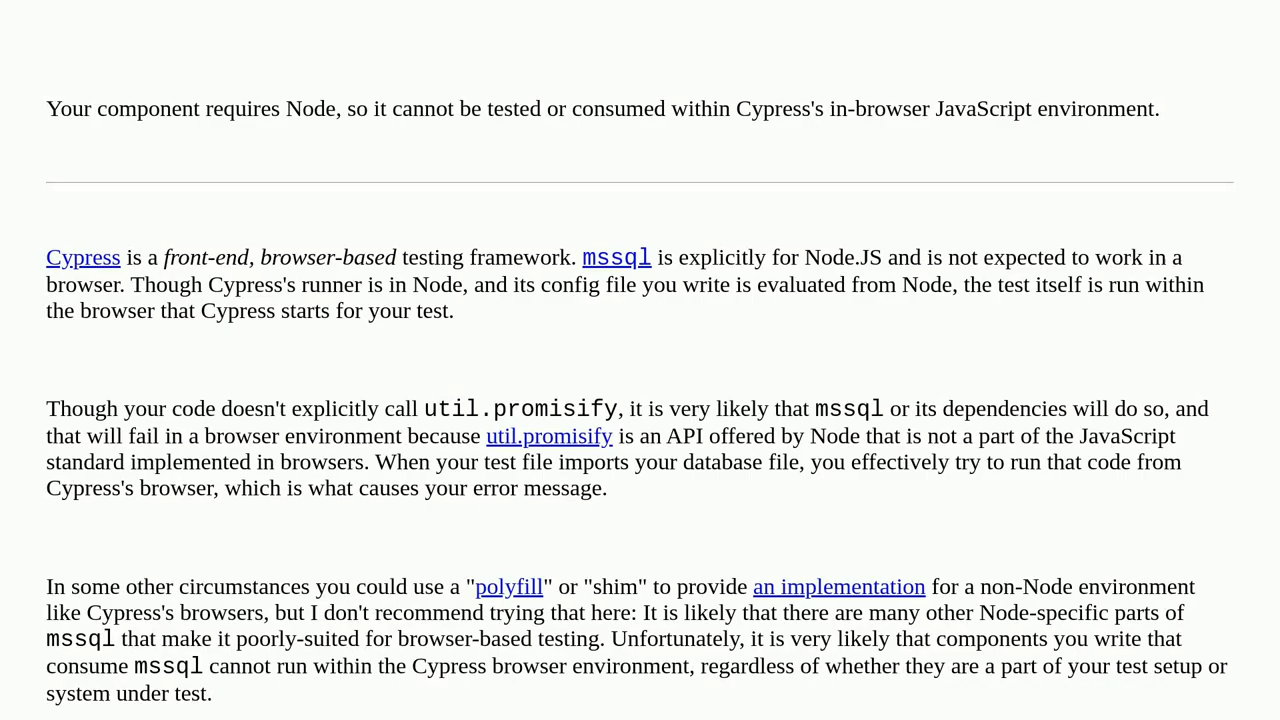 Your component requires Node, so it cannot be tested or consumed within Cypress's in-browser JavaScript environment.
Cypress is a front-end, browser-based testing framework. mssql is explicitly for Node.JS and is not expected to work in a
browser. Though Cypress's runner is in Node, and its config file you write is evaluated from Node, the test itself is run within
the browser that Cypress starts for your test.
Though your code doesn't explicitly call util.promisify, it is very likely that mssql or its dependencies will do so, and
that will fail in a browser environment because util.promisify is an API offered by Node that is not a part of the JavaScript
standard implemented in browsers. When your test file imports your database file, you effectively try to run that code from
Cypress's browser, which is what causes your error message.
In some other circumstances you could use a "polyfill" or "shim" to provide an implementation for a non-Node environment
like Cypress's browsers, but I don't recommend trying that here: It is likely that there are many other Node-specific parts of
mssql that make it poorly-suited for browser-based testing. Unfortunately, it is very likely that components you write that
consume mssql cannot run within the Cypress browser environment, regardless of whether they are a part of your test setup or
system under test.